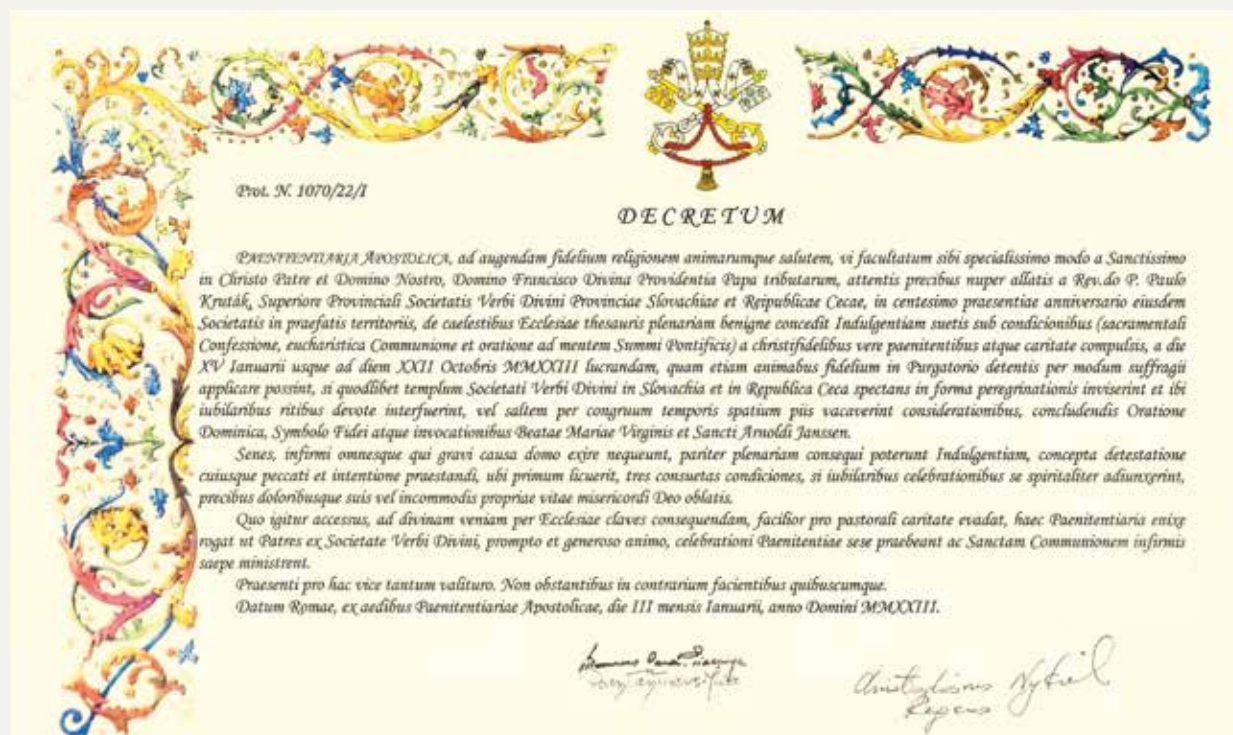 Prot. N. 1070/22/I
DECRETUM
PAENITENTIARIA APOSTOLICA, ad augendam fidelium religionem animarumque salutem, vi facultatum sibi specialissimo modo a Sanctissimo
in Christo Patre et Domino Nostro, Domino Francisco Divina Providentia Papa tributarum, attentis precibus nuper allatis a Rev.do P. Paulo
Kruták, Superiore Provinciali Societatis Verbi Divini Provinciae Slovachiae et Reipublicae Cecae, in centesimo praesentiae anniversario eiusdem
Societatis in praefatis territoriis, de caelestibus Ecclesiae thesauris plenariam benigne concedit Indulgentiam suetis sub condicionibus (sacramentali
Confessione, eucharistica Communione et oratione ad mentem Summi Pontificis) a christifidelibus vere paenitentibus atque caritate compulsis, a die
XV Ianuarii usque ad diem XXII Octobris MMXXIII lucrandam, quam etiam animabus fidelium in Purgatorio detentis per modum suffragii
applicare possint, si quodlibet templum Societati Verbi Divini in Slovachia et in Republica Ceca spectans in forma peregrinationis inviserint et ibi
iubilaribus ritibus devote interfuerint, vel saltem per congruum temporis spatium piis vacaverint considerationibus, concludendis Oratione
Dominica, Symbolo Fidei atque invocationibus Beatae Mariae Virginis et Sancti Arnoldi Janssen.
Senes, infirmi omnesque qui gravi causa domo exire nequeunt, pariter plenariam consequi poterunt Indulgentiam, concepta detestatione
cuiusque peccati et intentione praestandi, ubi primum licuerit, tres consuetas condiciones, si iubilaribus celebrationibus se spiritaliter adiunxerint,
precibus doloribusque suis vel incommodis propriae vitae misericordi Deo oblatis.
Quo igitur accessus, ad divinam veniam per Ecclesiae claves consequendam, facilior pro pastorali caritate evadat, haec Paenitentiaria enixe
rogat ut Patres ex Societate Verbi Divini, prompto et generoso animo, celebrationi Paenitentiae sese praebeant ac Sanctam Communionem infirmis
saepe ministrent.
Praesenti pro hac vice tantum valituro. Non obstantibus in contrarium facientibus quibuscumque.
Datum Romae, ex aedibus Paenitentiariae Apostolicae, die III mensis Ianuarii, anno Domini MMXXIII.
Nykiel
Regens